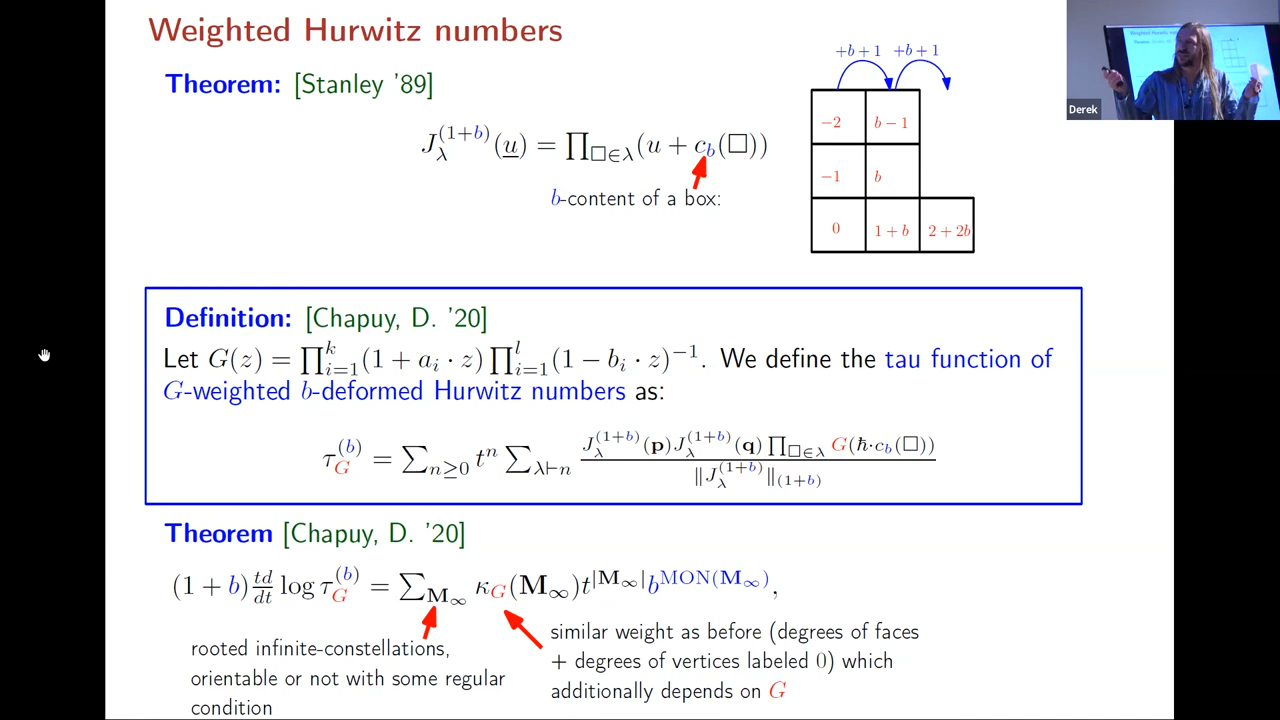 Weighted Hurwitz numbers
Theorem: [Stanley '89]
J_λ^{(1+b)}(u) = ∏_{□∈λ}(u + c_b(□))
b-content of a box:
+b+1 +b+1
-2 b-1
-1 b
0 1+b 2+2b
Derek
Definition: [Chapuy, D. '20]
Let G(z) = ∏_{i=1}^{k}(1 + a_i · z) ∏_{i=1}^{l}(1 − b_i · z)^{−1}. We define the tau function of
G-weighted b-deformed Hurwitz numbers as:
τ_G^{(b)} = ∑_{n≥0} t^n ∑_{λ⊢n} \frac{J_λ^{(1+b)}(p) J_λ^{(1+b)}(q) ∏_{□∈λ} G(ℏ·c_b(□))}{‖J_λ^{(1+b)}‖_{(1+b)}}
Theorem [Chapuy, D. '20]
(1 + b) \frac{td}{dt} log τ_G^{(b)} = ∑_{M_∞} κ_G(M_∞) t^{|M_∞|} b^{MON(M_∞)},
rooted infinite-constellations,
orientable or not with some regular
condition
similar weight as before (degrees of faces
+ degrees of vertices labeled 0) which
additionally depends on G